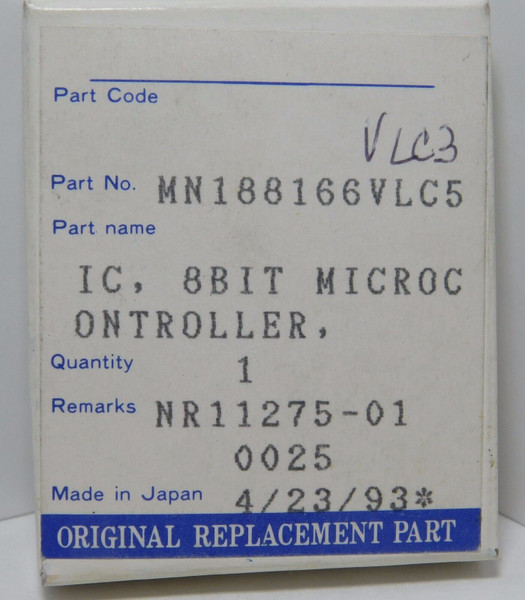 Part Code
VLC3
Part No. MN188166VLC5
Part name
IC, 8BIT MICROC
ONTROLLER,
Quantity 1
Remarks NR11275-01
0025
Made in Japan 4/23/93*
ORIGINAL REPLACEMENT PART